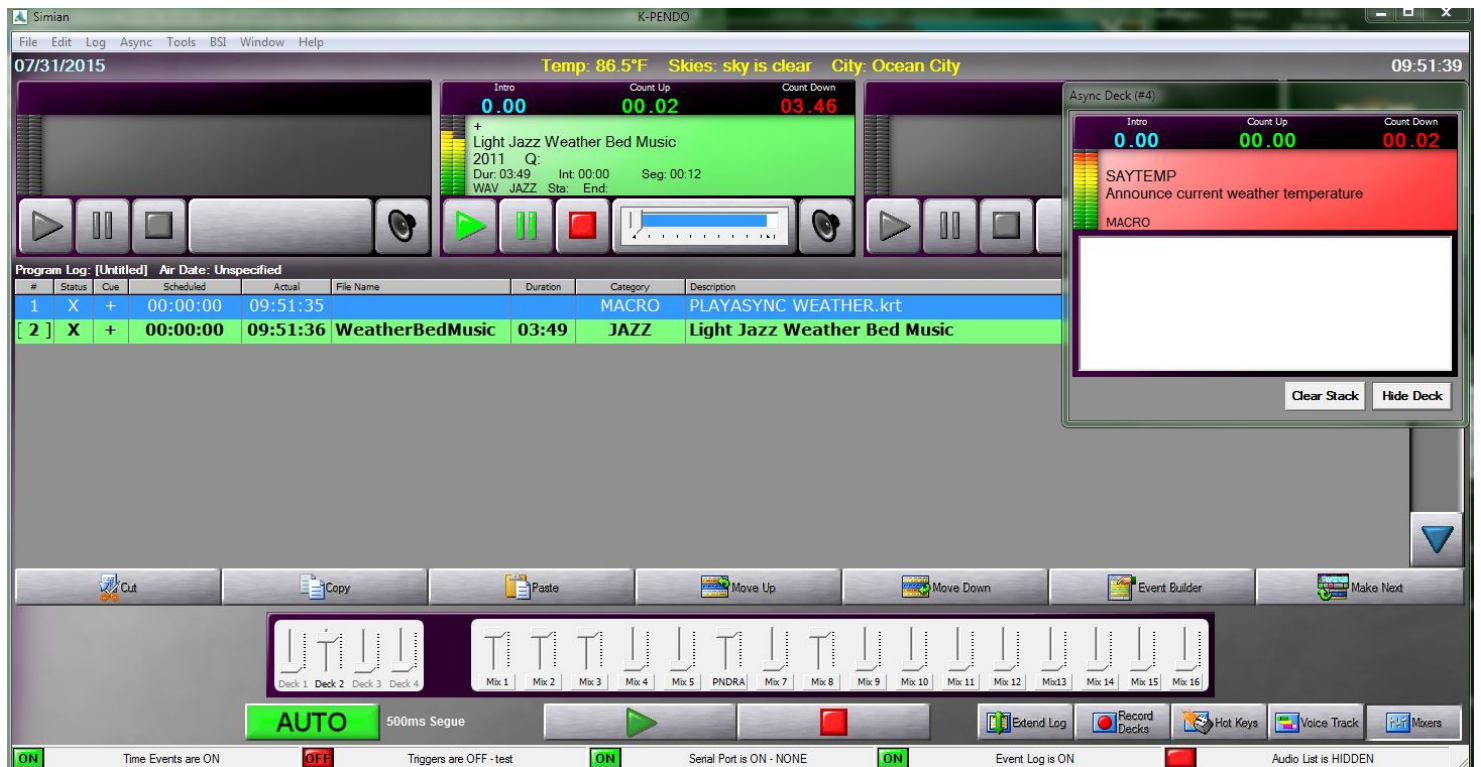 Simian K-PENDO
File Edit Log Async Tools BSI Window Help
07/31/2015 Temp: 86.5°F Skies: sky is clear City: Ocean City 09:51:39
Intro Count Up Count Down
0.00 00.02 03.46
+
Light Jazz Weather Bed Music
2011 Q:
Dur: 03:49 Int: 00:00 Seg: 00:12
WAV JAZZ Sta: End:
Async Deck (#4)
Intro Count Up Count Down
0.00 00.00 00.02
SAYTEMP
Announce current weather temperature
MACRO
Clear Stack Hide Deck
Program Log: [Untitled] Air Date: Unspecified
# Status Cue Scheduled Actual File Name Duration Category Description
1 X + 00:00:00 09:51:35 MACRO PLAYASYNC WEATHER.krt
[ 2 ] X + 00:00:00 09:51:36 WeatherBedMusic 03:49 JAZZ Light Jazz Weather Bed Music
Cut Copy Paste Move Up Move Down Event Builder Make Next
Deck 1 Deck 2 Deck 3 Deck 4 Mix 1 Mix 2 Mix 3 Mix 4 Mix 5 PNDRA Mix 7 Mix 8 Mix 9 Mix 10 Mix 11 Mix 12 Mix13 Mix 14 Mix 15 Mix 16
AUTO 500ms Segue Extend Log Record Decks Hot Keys Voice Track Mixers
ON Time Events are ON OFF Triggers are OFF - test ON Serial Port is ON - NONE ON Event Log is ON Audio List is HIDDEN